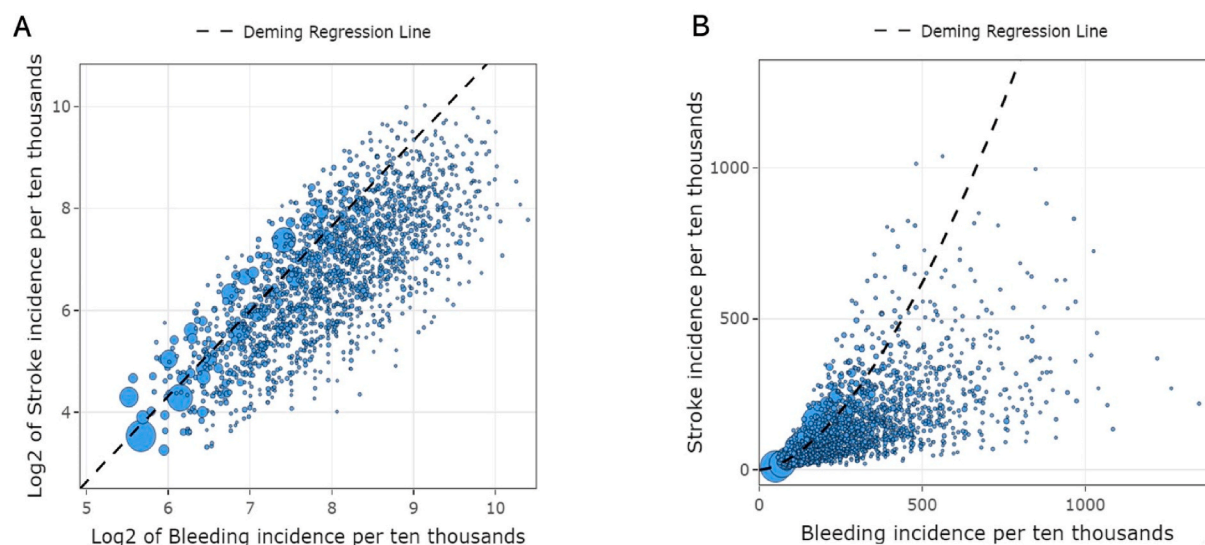 A
Deming Regression Line
Log2 of Stroke incidence per ten thousands
10
8
6
4
5
6
7
8
9
10
Log2 of Bleeding incidence per ten thousands
B
Deming Regression Line
Stroke incidence per ten thousands
1000
500
0
0
500
1000
Bleeding incidence per ten thousands